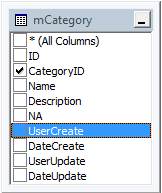 mCategory
* (All Columns)
ID
CategoryID
Name
Description
NA
UserCreate
DateCreate
UserUpdate
DateUpdate